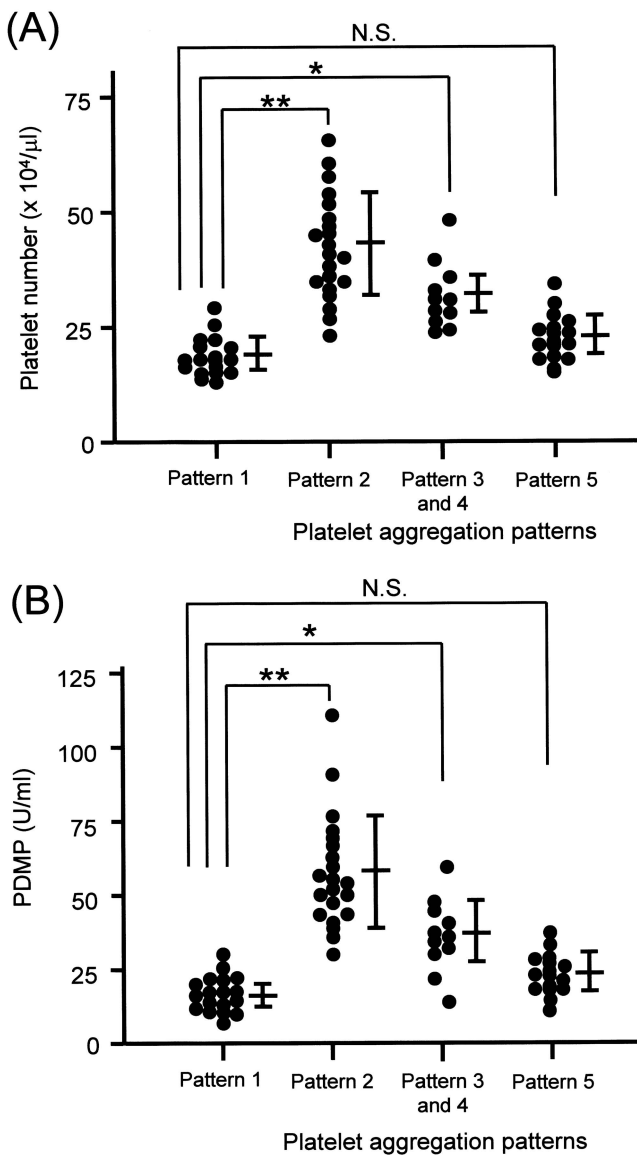 (A)
N.S.
*
**
75
50
25
0
Platelet number (x 10⁴/μl)
Pattern 1
Pattern 2
Pattern 3
and 4
Pattern 5
Platelet aggregation patterns
(B)
N.S.
*
**
125
100
75
50
25
0
PDMP (U/ml)
Pattern 1
Pattern 2
Pattern 3
and 4
Pattern 5
Platelet aggregation patterns